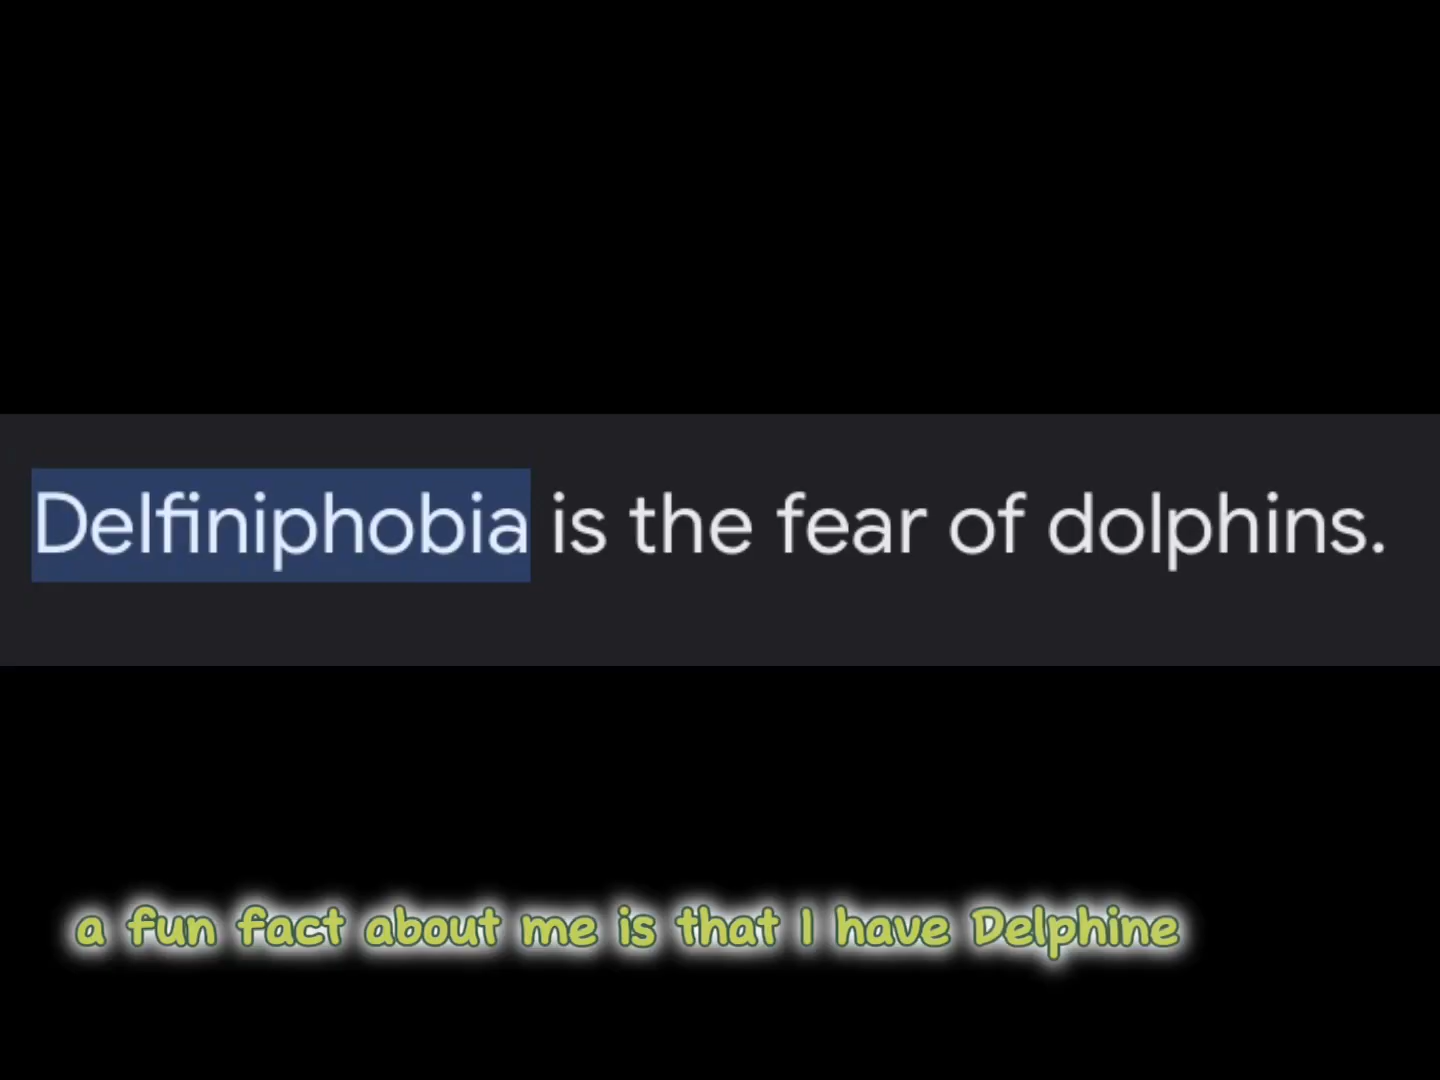 Delfiniphobia is the fear of dolphins.
a fun fact about me is that I have Delphine